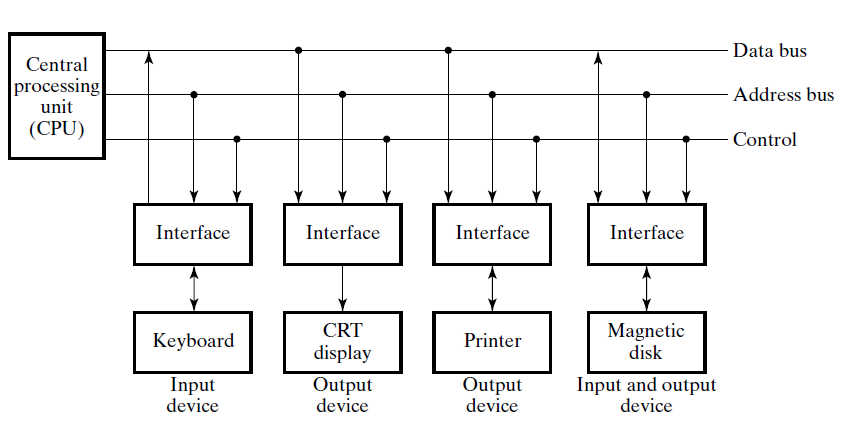 Central
processing
unit
(CPU)
Data bus
Address bus
Control
Interface
Interface
Interface
Interface
Keyboard
CRT
display
Printer
Magnetic
disk
Input
device
Output
device
Output
device
Input and output
device